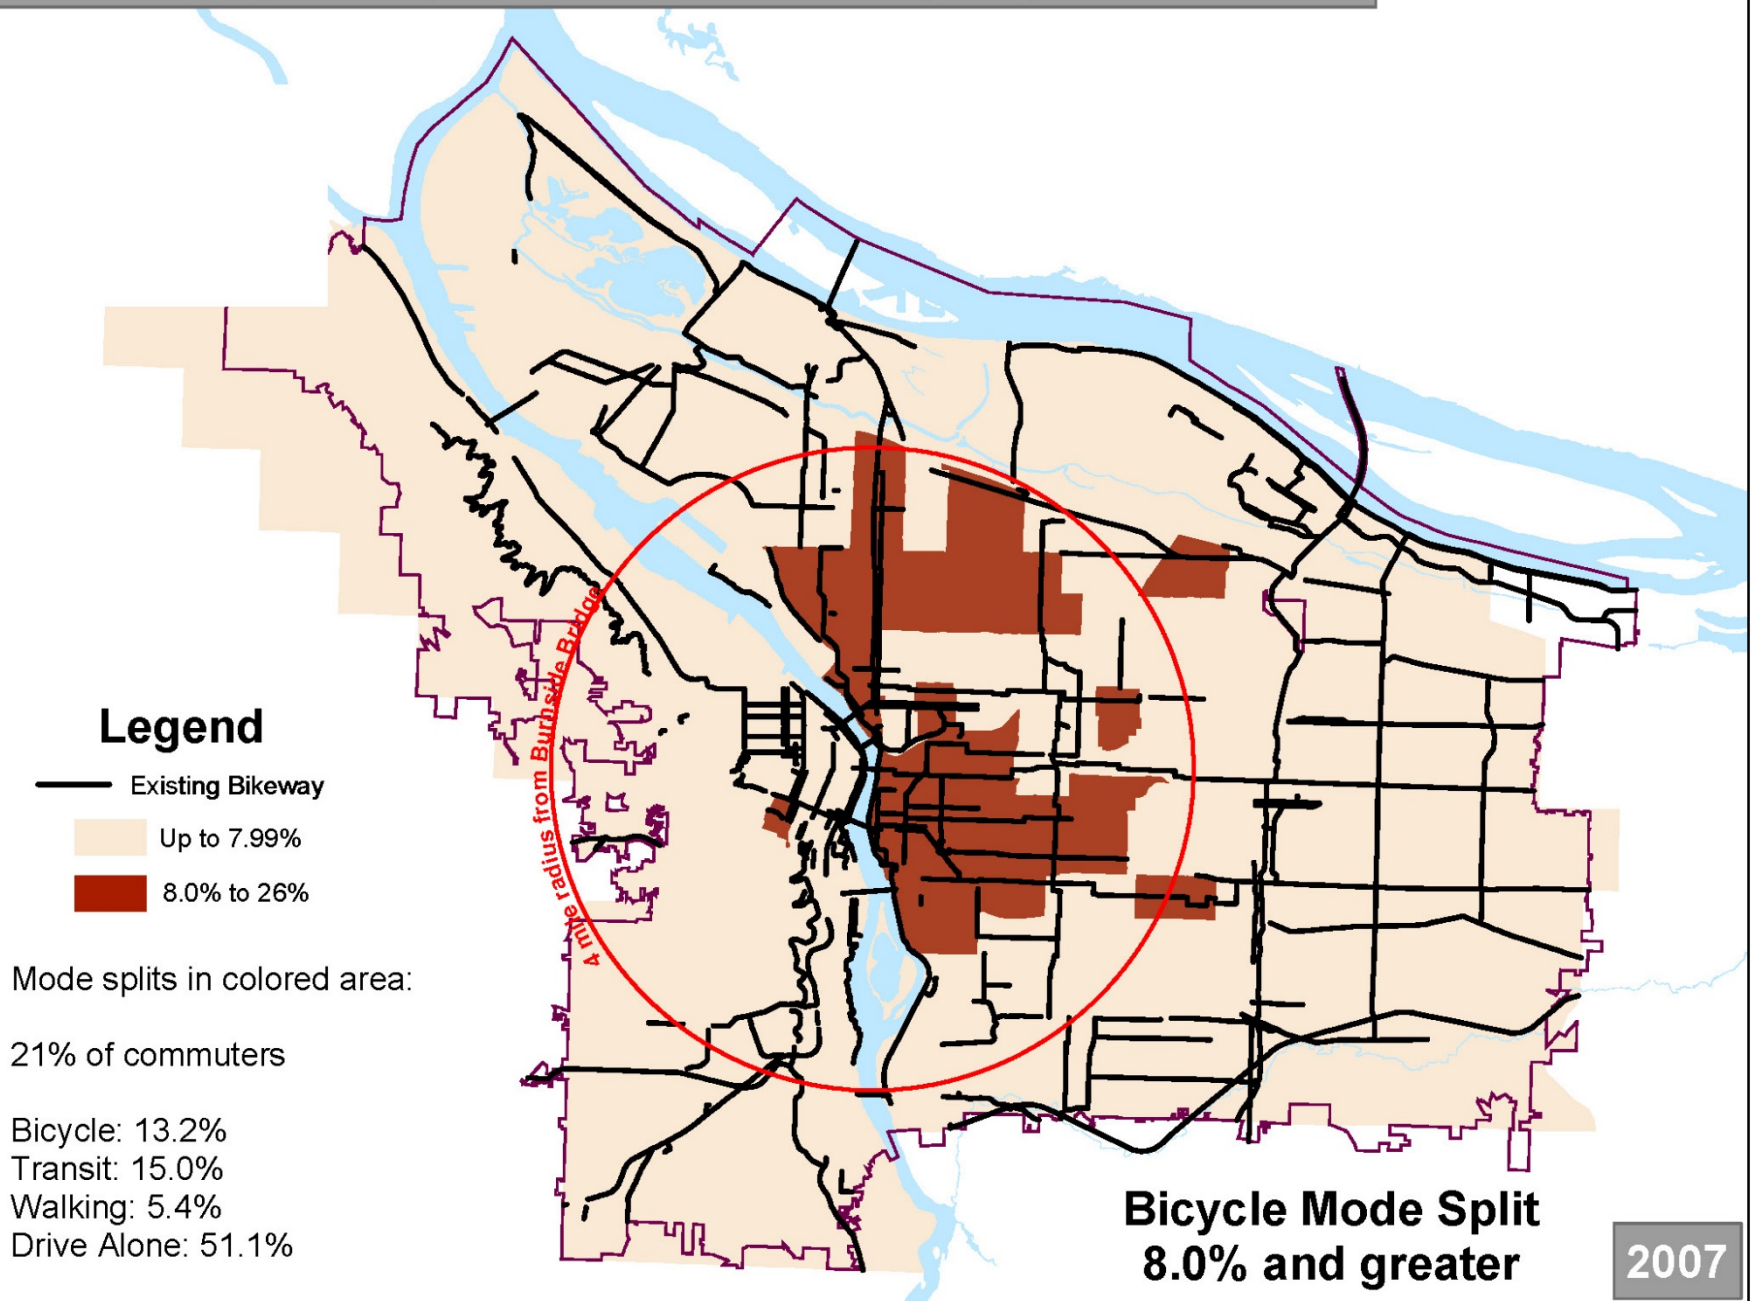 4 mile radius from Burnside Bridge
Legend
Existing Bikeway
Up to 7.99%
8.0% to 26%
Mode splits in colored area:
21% of commuters
Bicycle: 13.2%
Transit: 15.0%
Walking: 5.4%
Drive Alone: 51.1%
Bicycle Mode Split
8.0% and greater
2007